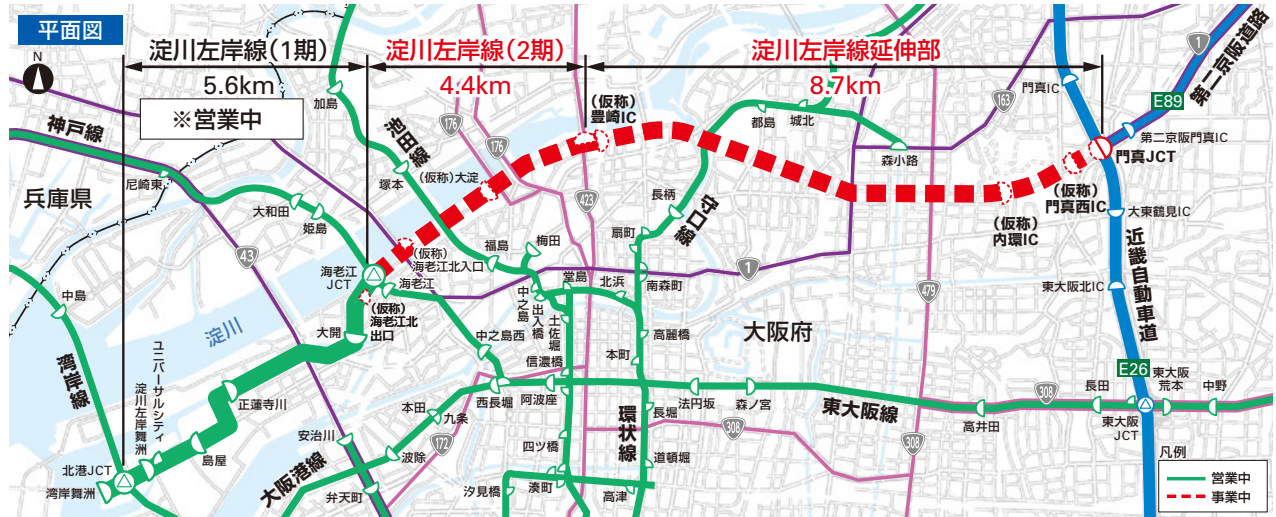 平面図
N
淀川左岸線(1期)
5.6km
※営業中
淀川左岸線(2期)
4.4km
淀川左岸線延伸部
8.7km
1
第二京阪道路
E89
163
門真IC
第二京阪門真IC
門真JCT
(仮称)
門真西IC
(仮称)
内環IC
大東鶴見IC
近畿自動車道
東大阪北IC
E26
加島
176
176
(仮称)
豊崎IC
都島
城北
森小路
神戸線
池田線
塚本
(仮称)大淀
423
長柄
守口線
扇町
尼崎東
兵庫県
大和田
姫島
43
福島
梅田
(仮称)
海老江北入口
海老江
JCT
海老江
(仮称)
海老江北
出口
1
堂島
北浜
南森町
479
中之島
出入橋
土佐堀
高麗橋
大阪府
中島
淀川
大開
中之島西
信濃橋
本町
湾岸線
ユニバーサルシティ
淀川左岸舞洲
正蓮寺川
西長堀
阿波座
法円坂
森ノ宮
東大阪線
308
長田
東大阪
荒本
中野
高井田
東大阪
JCT
本田
九条
環状線
長堀
308
308
安治川
172
四ツ橋
道頓堀
北港JCT
湾岸舞洲
島屋
大阪港線
波除
弁天町
汐見橋
湊町
高津
凡例
営業中
事業中